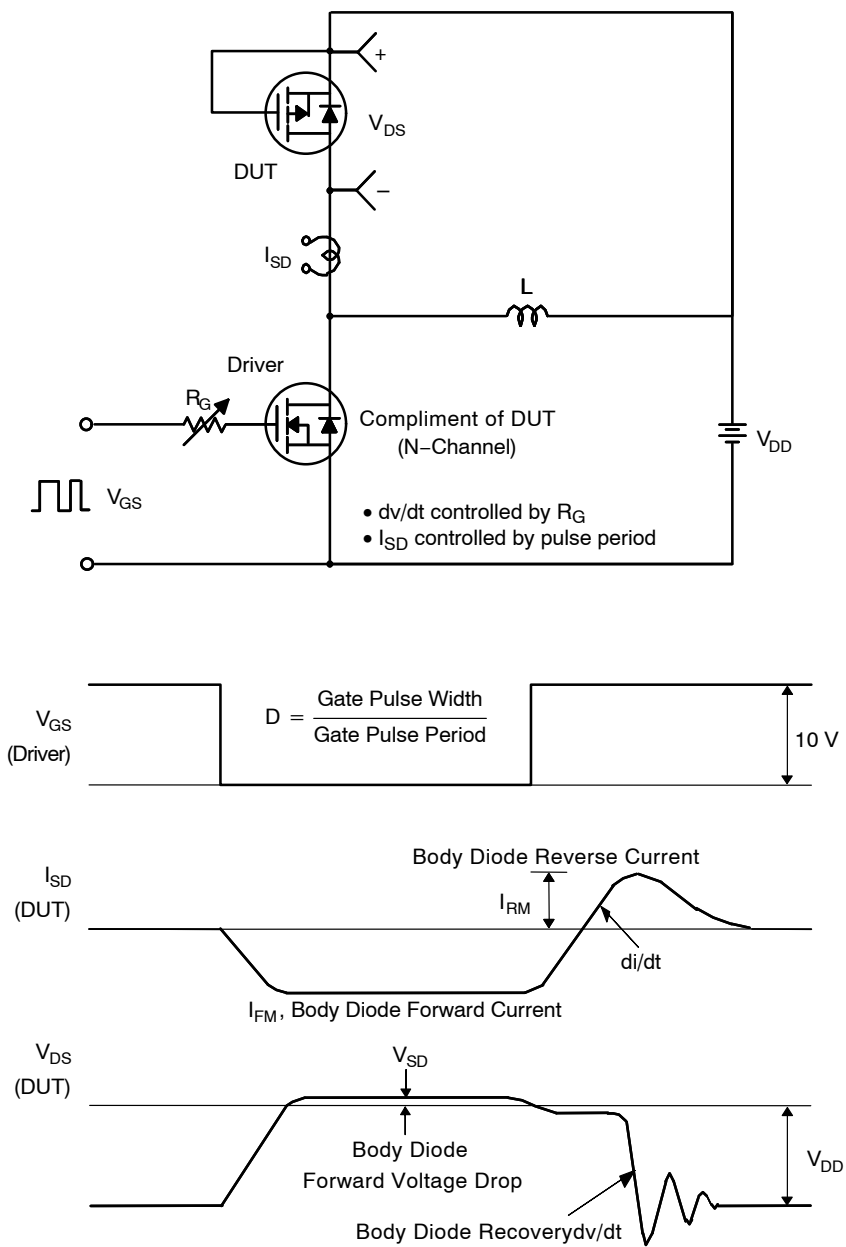 +
V_DS
DUT
−
I_SD
L
Driver
R_G
Compliment of DUT
(N−Channel)
V_DD
V_GS
• dv/dt controlled by R_G
• I_SD controlled by pulse period
V_GS
(Driver)
D = Gate Pulse Width
Gate Pulse Period
10 V
I_SD
(DUT)
Body Diode Reverse Current
I_RM
di/dt
I_FM, Body Diode Forward Current
V_DS
(DUT)
V_SD
Body Diode
Forward Voltage Drop
V_DD
Body Diode Recoverydv/dt